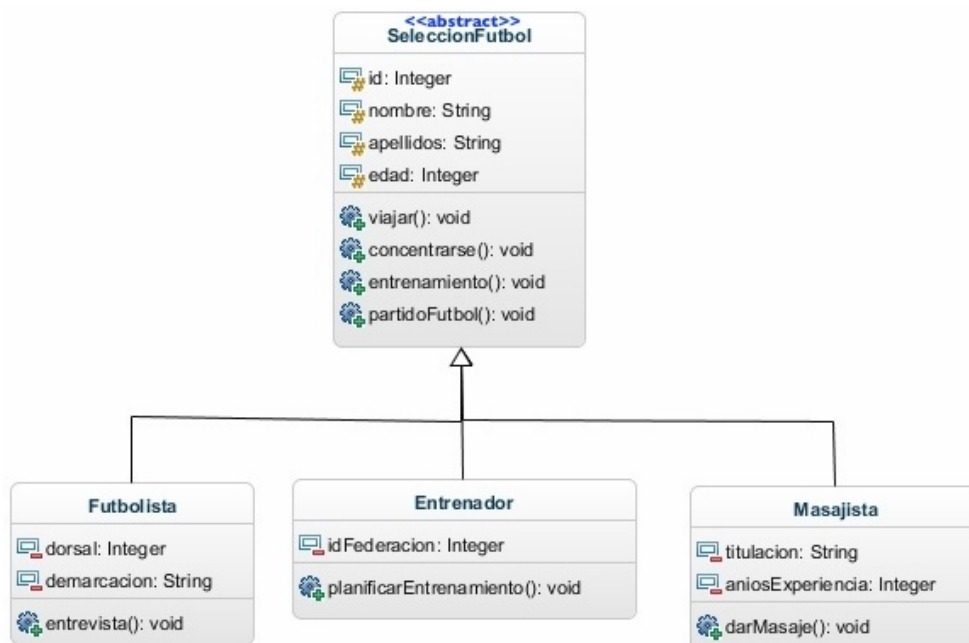 <<abstract>>
SeleccionFutbol
id: Integer
nombre: String
apellidos: String
edad: Integer
viajar(): void
concentrarse(): void
entrenamiento(): void
partidoFutbol(): void
Futbolista
dorsal: Integer
demarcacion: String
entrevista(): void
Entrenador
idFederacion: Integer
planificarEntrenamiento(): void
Masajista
titulacion: String
aniosExperiencia: Integer
darMasaje(): void